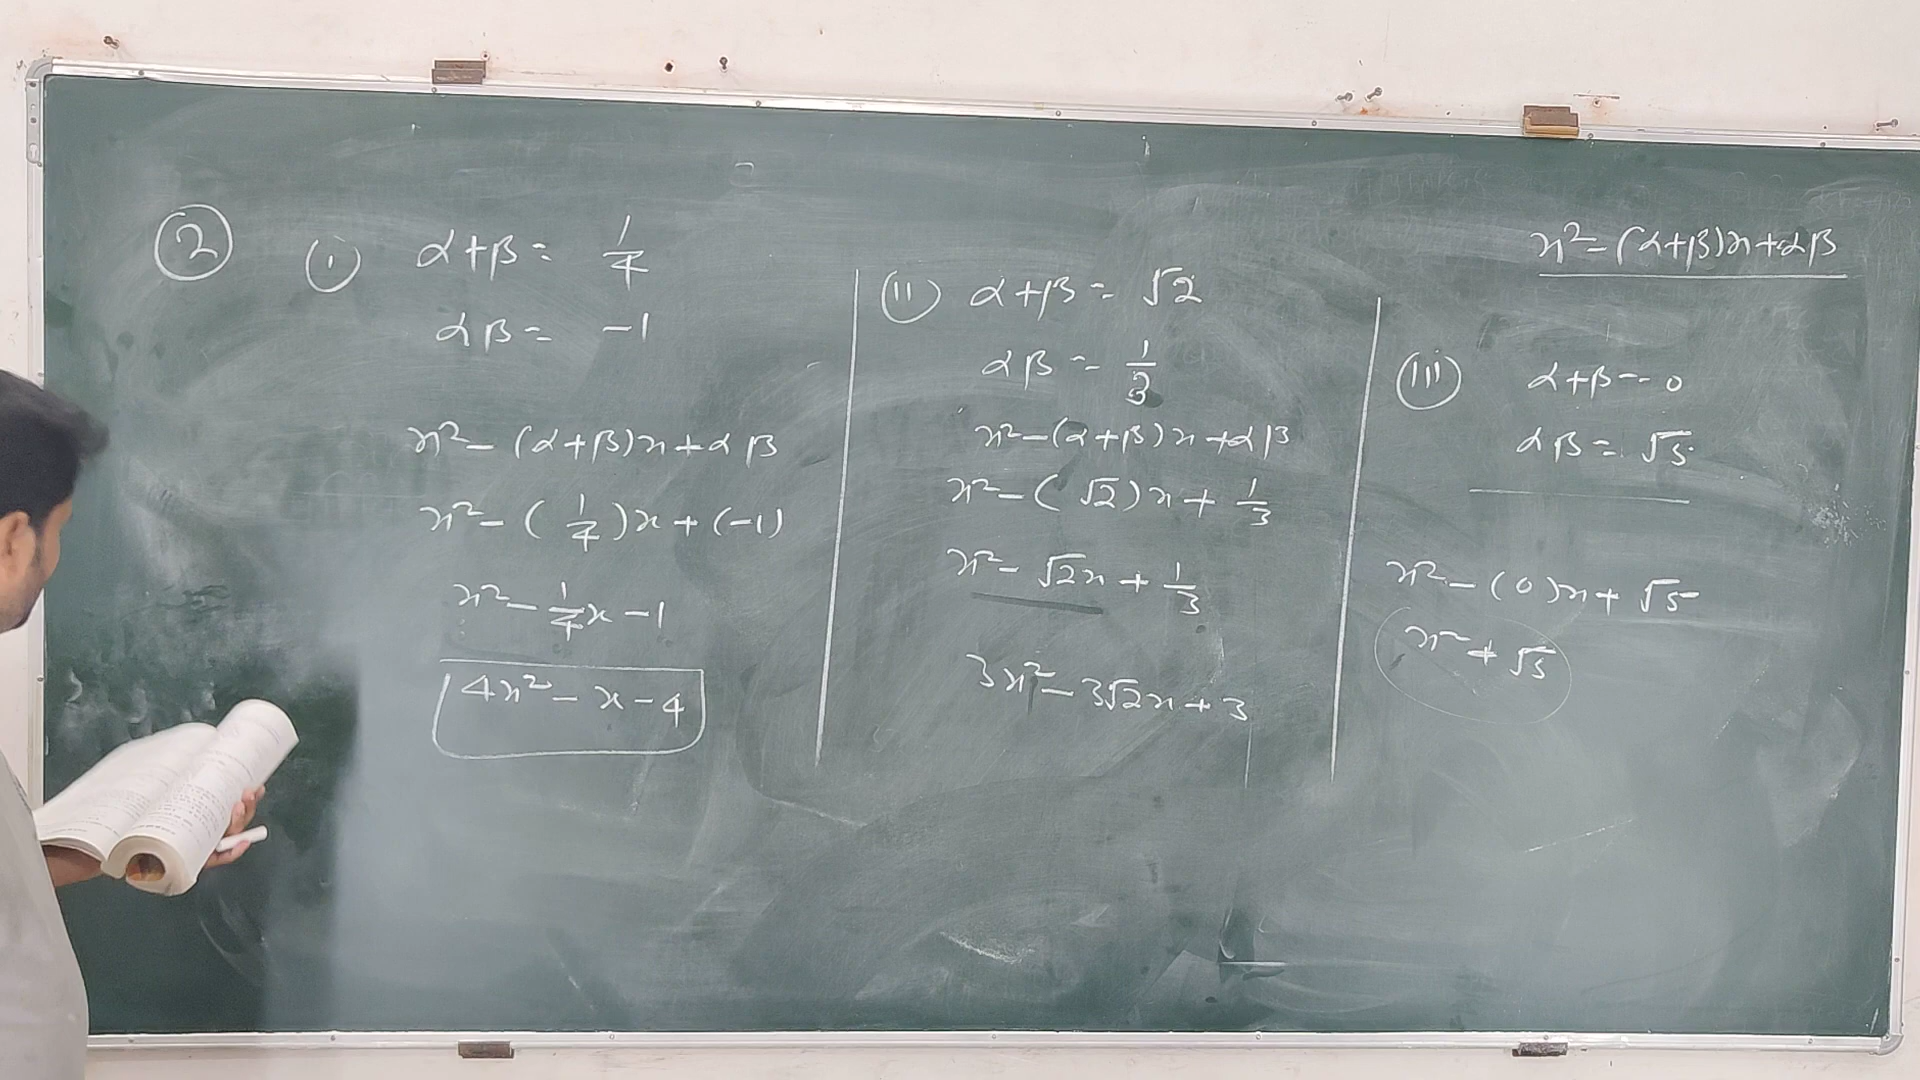 ② (i) α+β = 1/4
αβ = -1
x² - (α+β)x + αβ
x² - (1/4)x + (-1)
x² - 1/4x - 1
4x² - x - 4
(ii) α+β = √2
αβ = 1/3
x² - (α+β)x + αβ
x² - (√2)x + 1/3
x² - √2x + 1/3
3x² - 3√2x + 3
x² - (α+β)x + αβ
(iii) α+β = 0
αβ = √5
x² - (0)x + √5
x² + √5